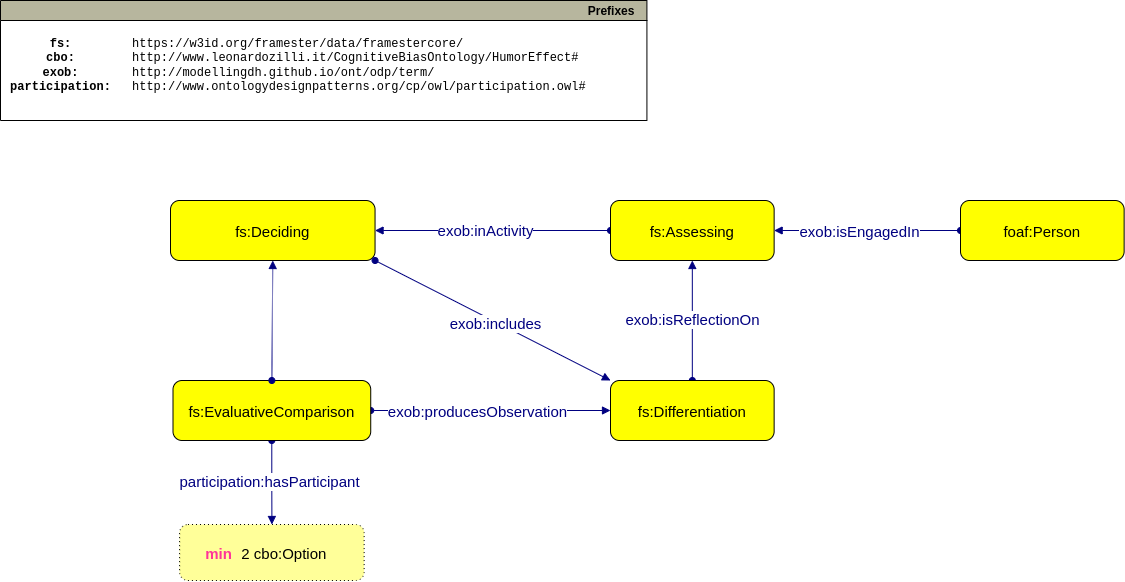 Prefixes
fs: https://w3id.org/framester/data/framestercore/
cbo: http://www.leonardozilli.it/CognitiveBiasOntology/HumorEffect#
exob: http://modellingdh.github.io/ont/odp/term/
participation: http://www.ontologydesignpatterns.org/cp/owl/participation.owl#
fs:Deciding
exob:inActivity
fs:Assessing
exob:isEngagedIn
foaf:Person
exob:includes
exob:isReflectionOn
fs:EvaluativeComparison
exob:producesObservation
fs:Differentiation
participation:hasParticipant
min 2 cbo:Option